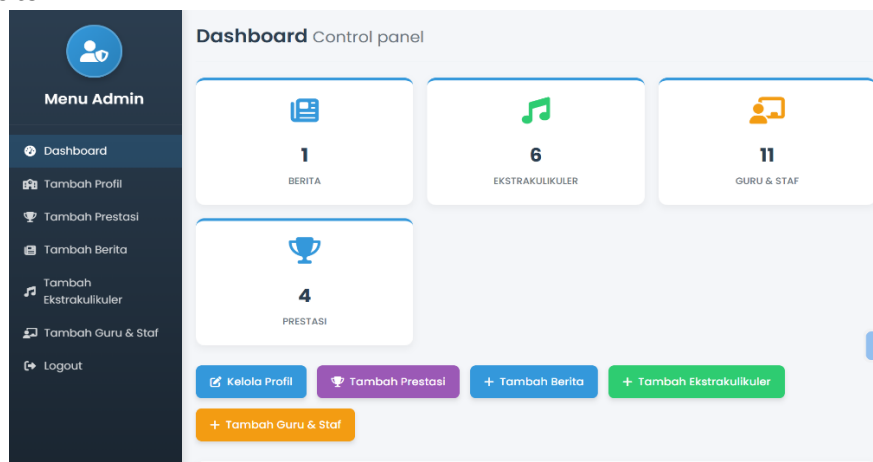 Menu Admin
Dashboard
Tambah Profil
Tambah Prestasi
Tambah Berita
Tambah
Ekstrakulikuler
Tambah Guru & Staf
Logout
Dashboard Control panel
1
BERITA
6
EKSTRAKULIKULER
11
GURU & STAF
4
PRESTASI
Kelola Profil
Tambah Prestasi
+ Tambah Berita
+ Tambah Ekstrakulikuler
+ Tambah Guru & Staf